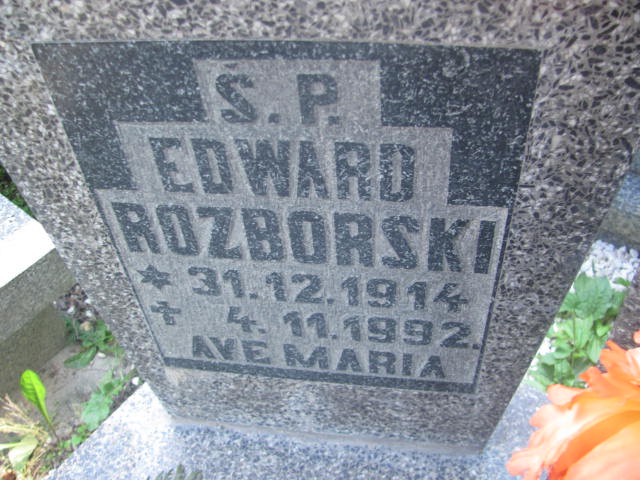 Ś.P.
EDWARD
ROZBORSKI
* 31.12.1914
✝ 4.11.1992.
AVE MARIA